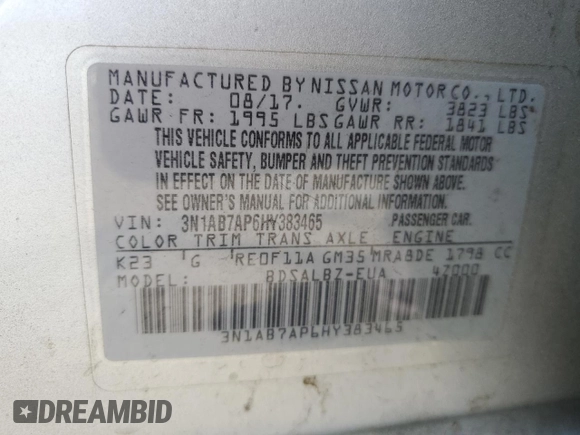 MANUFACTURED BY NISSAN MOTOR CO., LTD.
DATE: 08/17. GVWR: 3823 LBS
GAWR FR: 1995 LBS GAWR RR: 1841 LBS
THIS VEHICLE CONFORMS TO ALL APPLICABLE FEDERAL MOTOR
VEHICLE SAFETY, BUMPER AND THEFT PREVENTION STANDARDS
IN EFFECT ON THE DATE OF MANUFACTURE SHOWN ABOVE.
SEE OWNER'S MANUAL FOR ADDITIONAL INFORMATION.
VIN: 3N1AB7AP6HY383465 PASSENGER CAR.
COLOR TRIM TRANS AXLE ENGINE
K23 G RE0F11A GM35 MRA8DE 1798 CC
MODEL: BDSALBZ-EUA 47000
3N1AB7AP6HY383465
DREAMBID